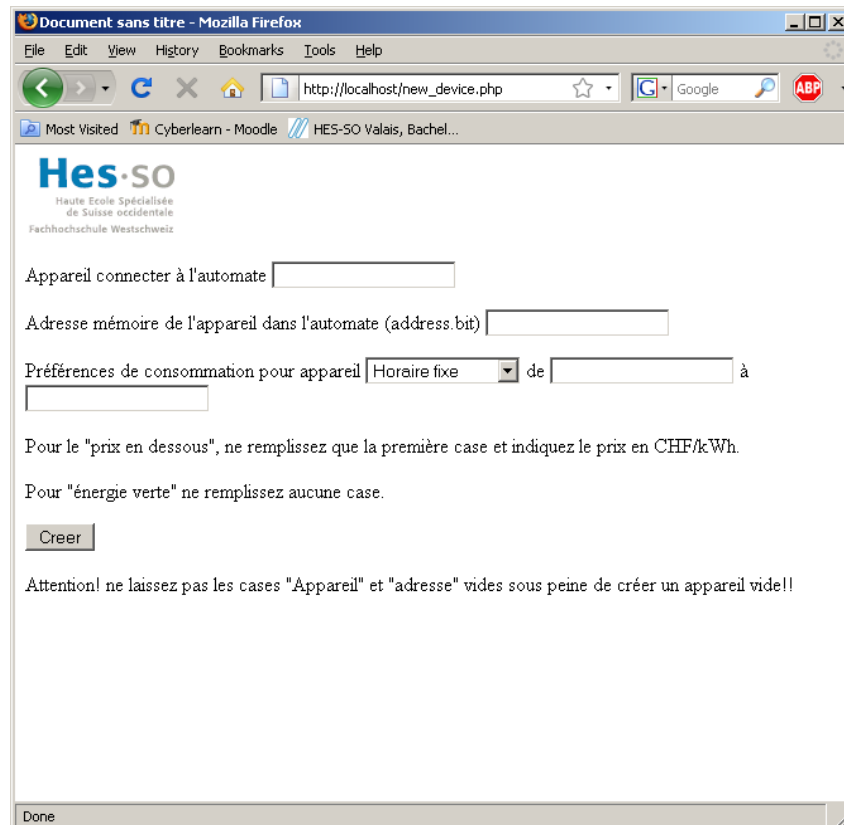 Document sans titre - Mozilla Firefox
File Edit View History Bookmarks Tools Help
http://localhost/new_device.php
G Google
ABP
Most Visited Cyberlearn - Moodle HES-SO Valais, Bachel...
Hes·so
Haute Ecole Spécialisée
de Suisse occidentale
Fachhochschule Westschweiz
Appareil connecter à l'automate
Adresse mémoire de l'appareil dans l'automate (address.bit)
Préférences de consommation pour appareil Horaire fixe de à
Pour le "prix en dessous", ne remplissez que la première case et indiquez le prix en CHF/kWh.
Pour "énergie verte" ne remplissez aucune case.
Creer
Attention! ne laissez pas les cases "Appareil" et "adresse" vides sous peine de créer un appareil vide!!
Done